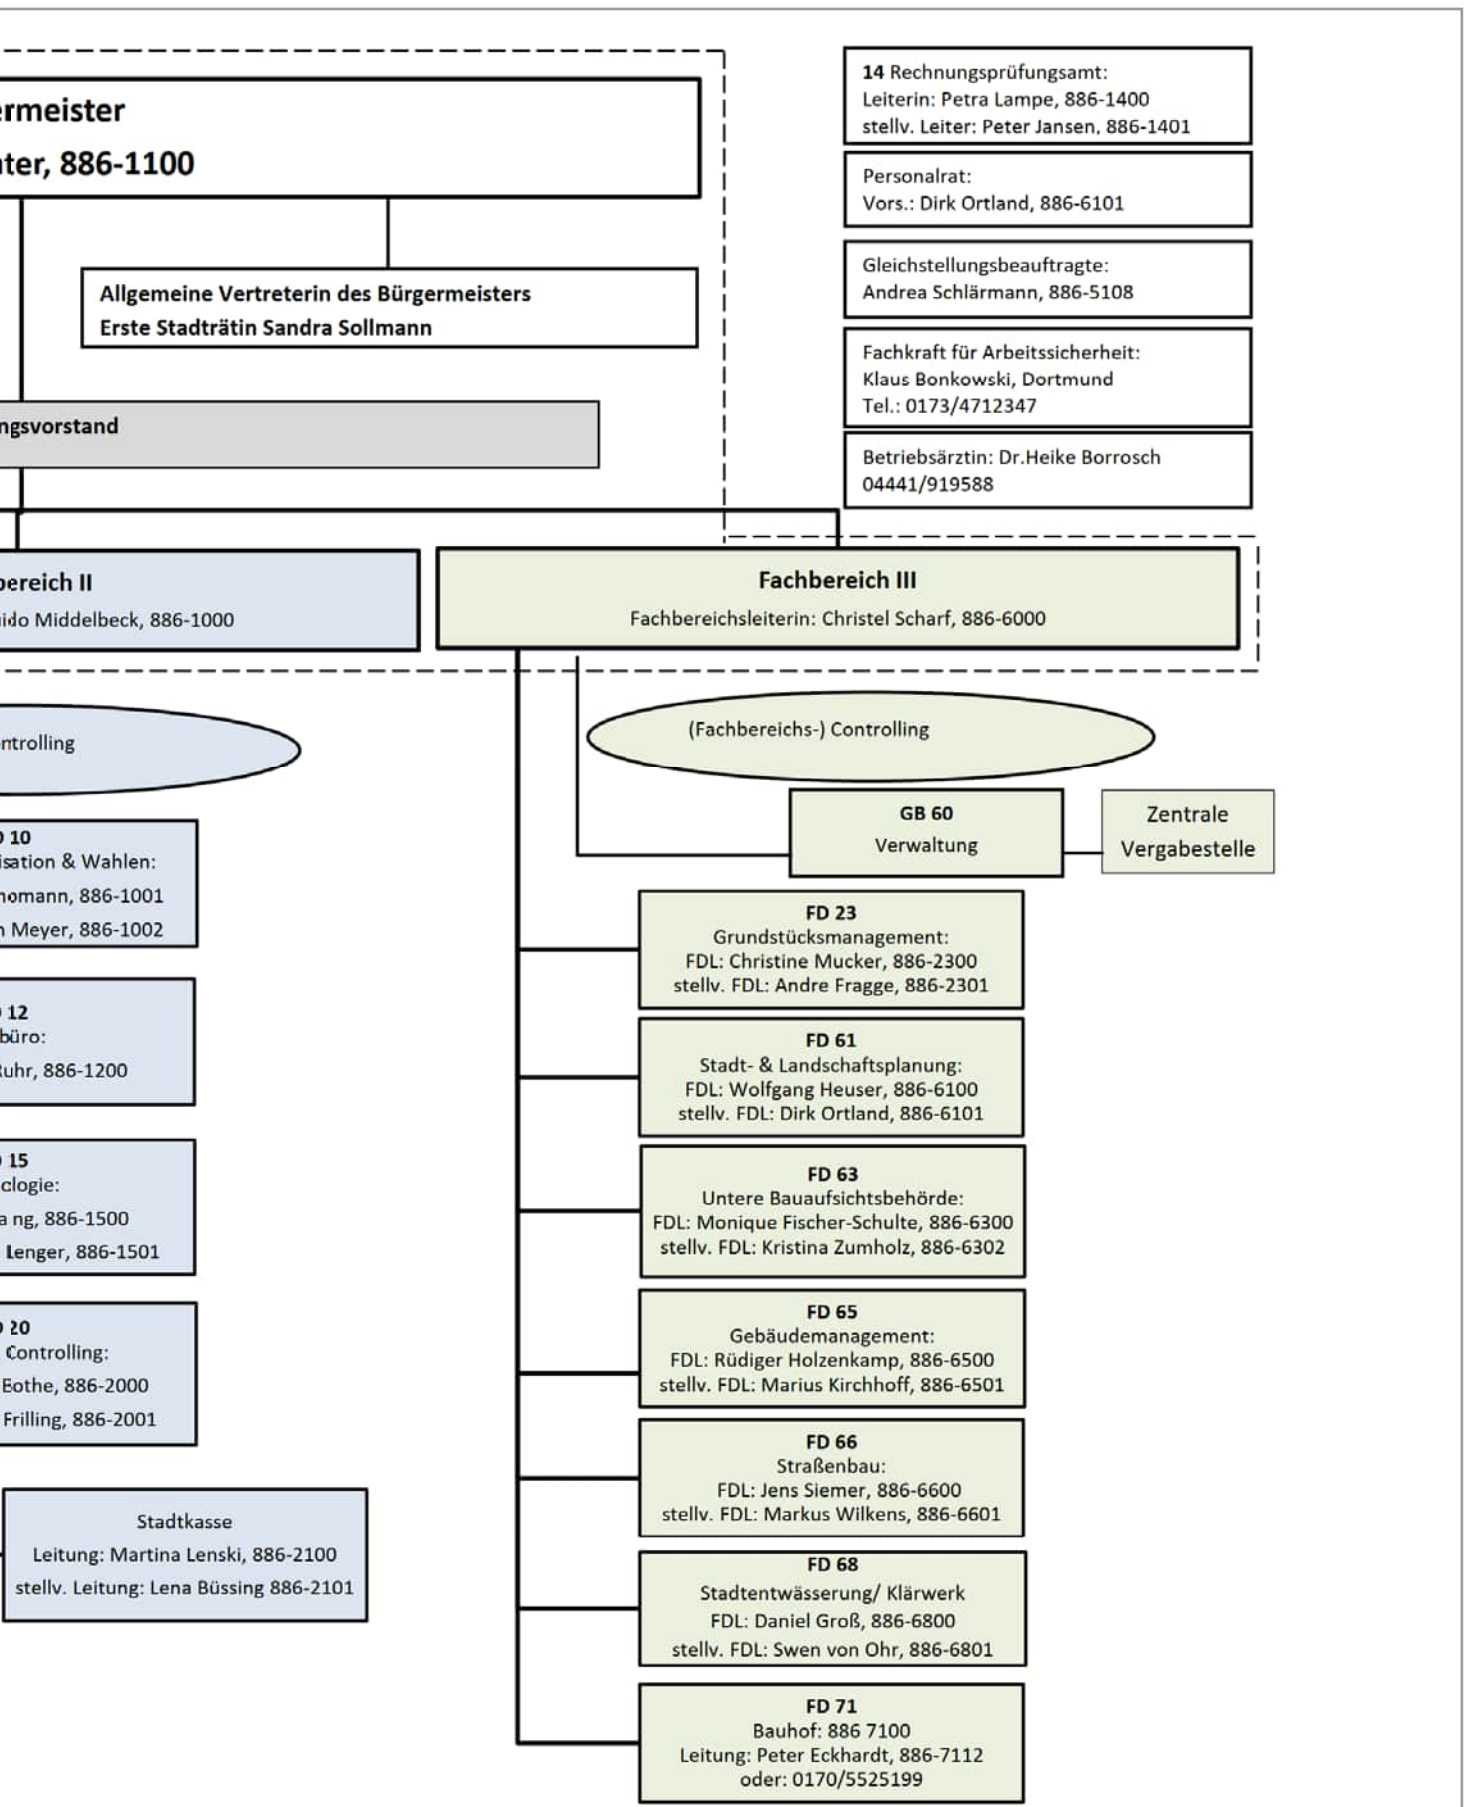 ermeister
ter, 886-1100
Allgemeine Vertreterin des Bürgermeisters
Erste Stadträtin Sandra Sollmann
ngsvorstand
14 Rechnungsprüfungsamt:
Leiterin: Petra Lampe, 886-1400
stellv. Leiter: Peter Jansen, 886-1401
Personalrat:
Vors.: Dirk Ortland, 886-6101
Gleichstellungsbeauftragte:
Andrea Schlärmann, 886-5108
Fachkraft für Arbeitssicherheit:
Klaus Bonkowski, Dortmund
Tel.: 0173/4712347
Betriebsärztin: Dr.Heike Borrosch
04441/919588
bereich II
ido Middelbeck, 886-1000
ntrolling
10
isation & Wahlen:
homann, 886-1001
n Meyer, 886-1002
12
büro:
Ruhr, 886-1200
15
ologie:
ang, 886-1500
Lenger, 886-1501
20
Controlling:
Bothe, 886-2000
Frilling, 886-2001
Stadtkasse
Leitung: Martina Lenski, 886-2100
stellv. Leitung: Lena Büssing 886-2101
Fachbereich III
Fachbereichsleiterin: Christel Scharf, 886-6000
(Fachbereichs-) Controlling
GB 60
Verwaltung
Zentrale
Vergabestelle
FD 23
Grundstücksmanagement:
FDL: Christine Mucker, 886-2300
stellv. FDL: Andre Fragge, 886-2301
FD 61
Stadt- & Landschaftsplanung:
FDL: Wolfgang Heuser, 886-6100
stellv. FDL: Dirk Ortland, 886-6101
FD 63
Untere Bauaufsichtsbehörde:
FDL: Monique Fischer-Schulte, 886-6300
stellv. FDL: Kristina Zumholz, 886-6302
FD 65
Gebäudemanagement:
FDL: Rüdiger Holzenkamp, 886-6500
stellv. FDL: Marius Kirchhoff, 886-6501
FD 66
Straßenbau:
FDL: Jens Siemer, 886-6600
stellv. FDL: Markus Wilkens, 886-6601
FD 68
Stadtentwässerung/ Klärwerk
FDL: Daniel Groß, 886-6800
stellv. FDL: Swen von Ohr, 886-6801
FD 71
Bauhof: 886 7100
Leitung: Peter Eckhardt, 886-7112
oder: 0170/5525199